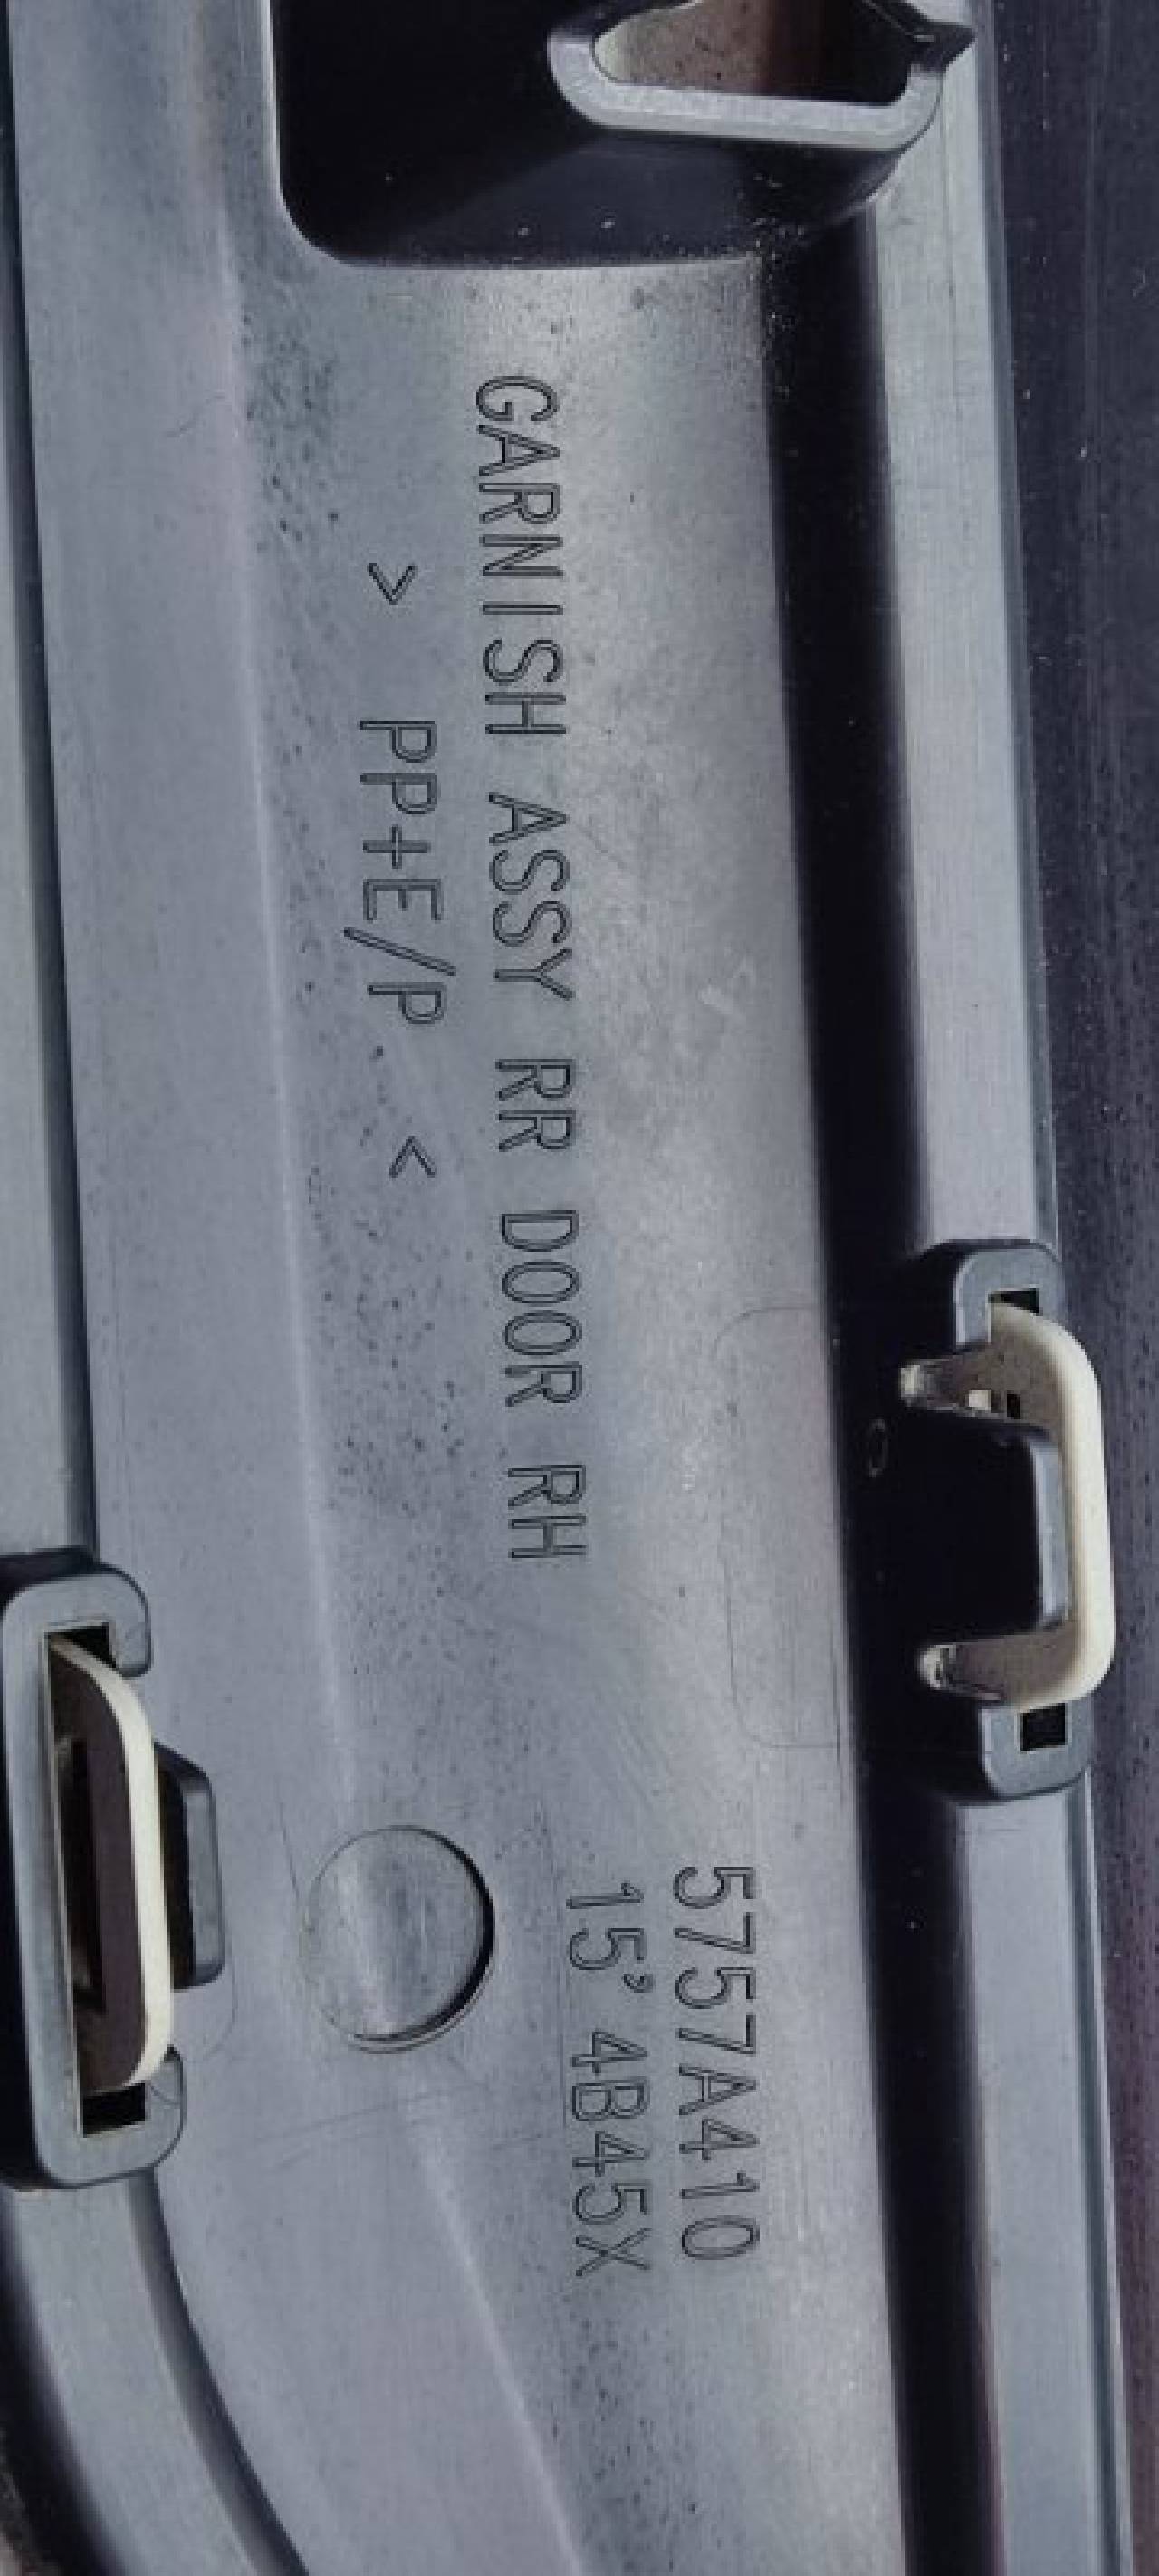 5757A410
15' 4B45X
GARNISH ASSY RR DOOR RH
> PP+E/P <